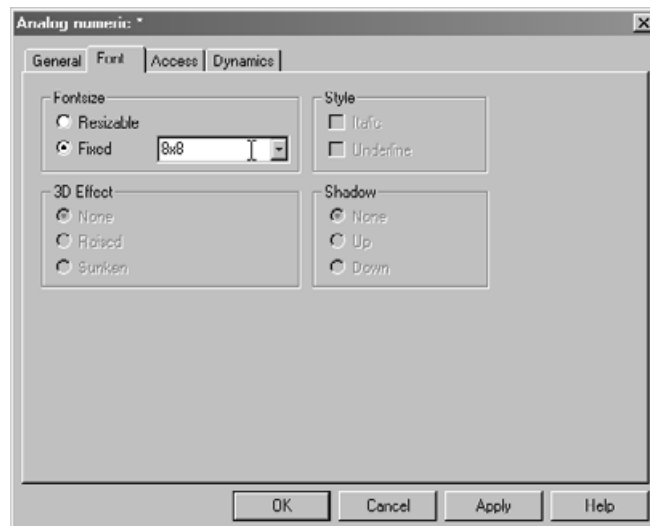 Analog numeric *
General Font Access Dynamics
Fontsize
Resizable
Fixed 8x8
Style
Italic
Underline
3D Effect
None
Raised
Sunken
Shadow
None
Up
Down
OK Cancel Apply Help